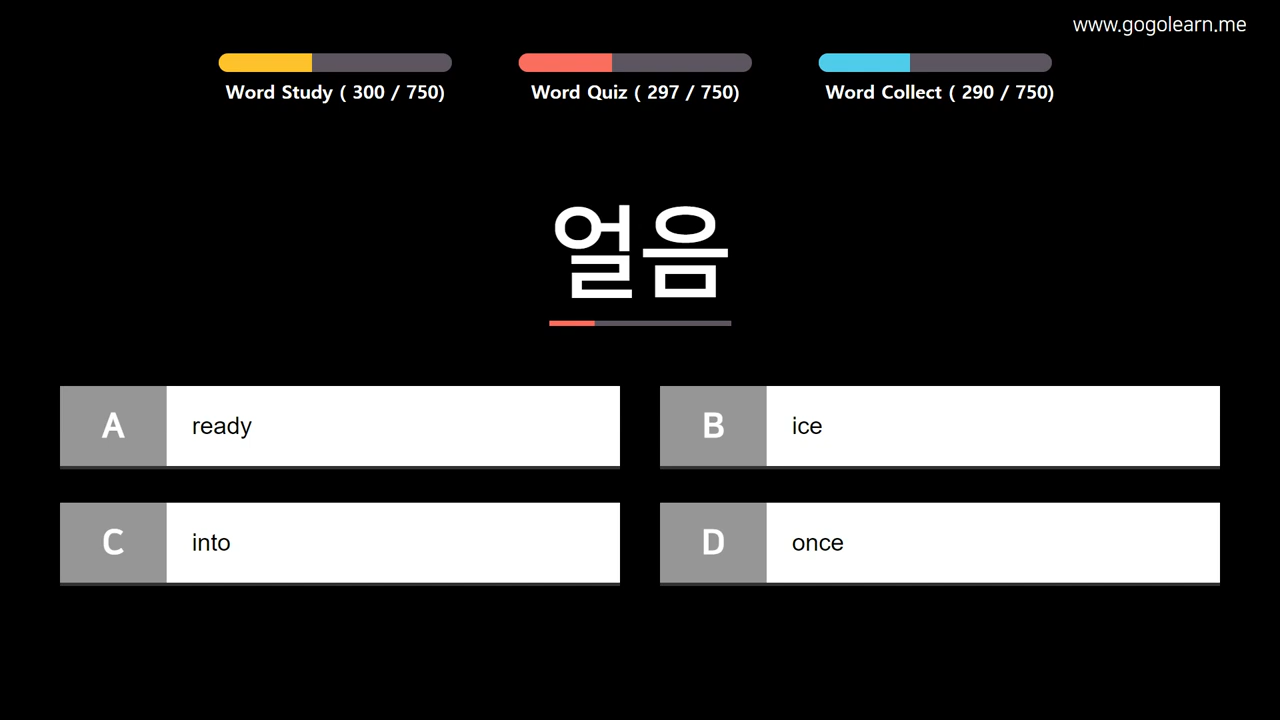 www.gogolearn.me
Word Study ( 300 / 750)
Word Quiz ( 297 / 750)
Word Collect ( 290 / 750)
얼음
A ready
B ice
C into
D once